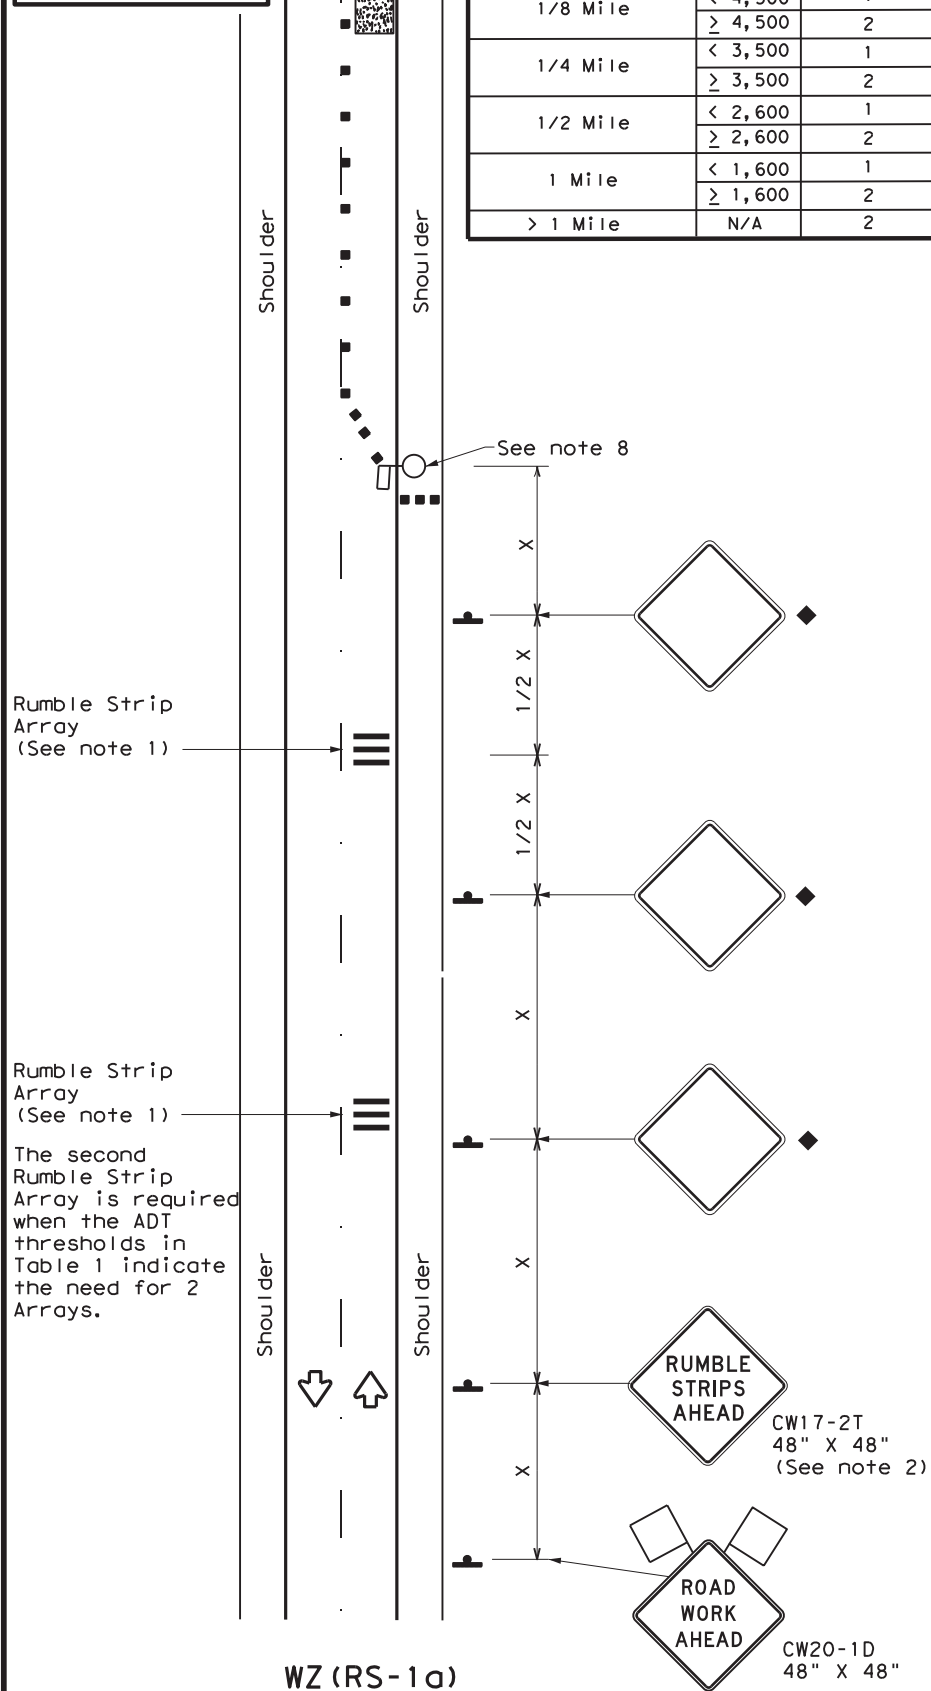 1/8 Mile
≥ 4,500 2
1/4 Mile
< 3,500 1
≥ 3,500 2
1/2 Mile
< 2,600 1
≥ 2,600 2
1 Mile
< 1,600 1
≥ 1,600 2
> 1 Mile N/A 2
Shoulder
Shoulder
See note 8
X
1/2 X
Rumble Strip
Array
(See note 1)
1/2 X
X
Rumble Strip
Array
(See note 1)
The second
Rumble Strip
Array is required
when the ADT
thresholds in
Table 1 indicate
the need for 2
Arrays.
Shoulder
Shoulder
X
RUMBLE
STRIPS
AHEAD
CW17-2T
48" X 48"
(See note 2)
X
ROAD
WORK
AHEAD
CW20-1D
48" X 48"
WZ(RS-1a)